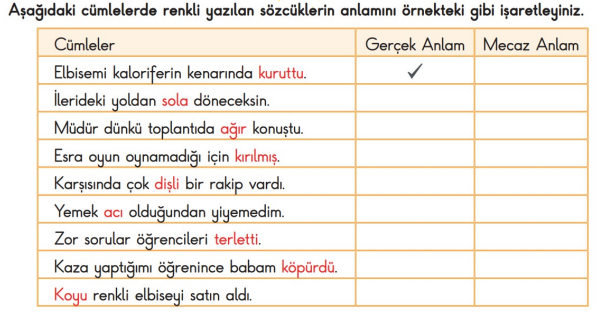 Aşağıdaki cümlelerde renkli yazılan sözcüklerin anlamını örnekteki gibi işaretleyiniz.
Cümleler Gerçek Anlam Mecaz Anlam
Elbisemi kaloriferin kenarında kuruttu. ✓
İlerideki yoldan sola döneceksin.
Müdür dünkü toplantıda ağır konuştu.
Esra oyun oynamadığı için kırılmış.
Karşısında çok dişli bir rakip vardı.
Yemek acı olduğundan yiyemedim.
Zor sorular öğrencileri terletti.
Kaza yaptığımı öğrenince babam köpürdü.
Koyu renkli elbiseyi satın aldı.